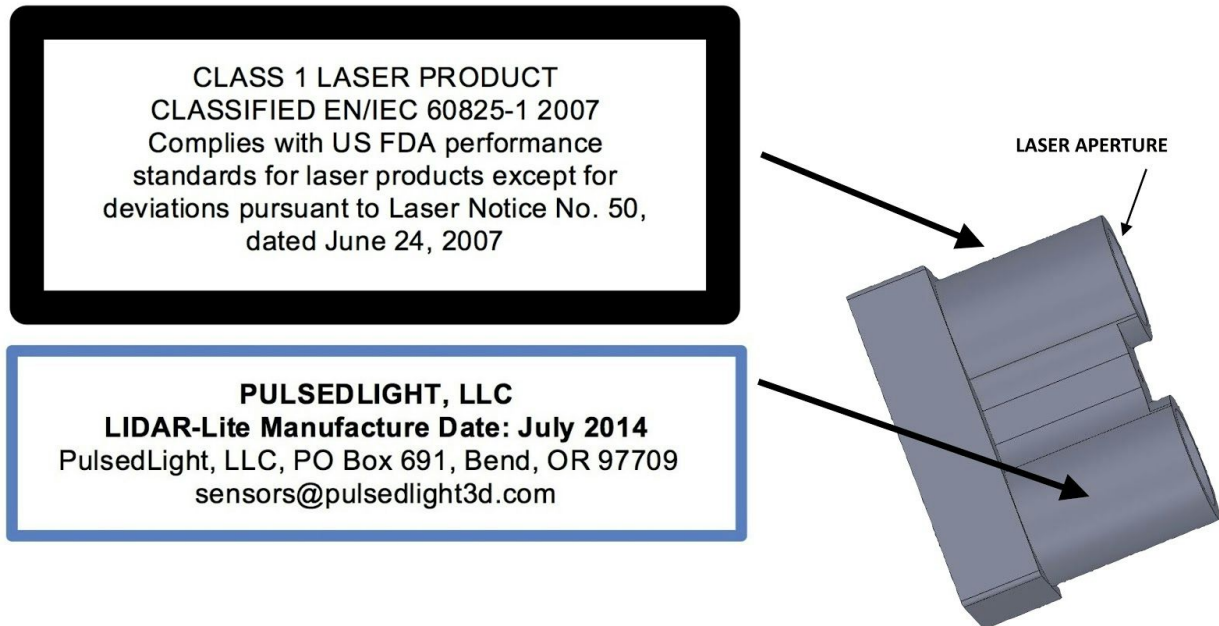 CLASS 1 LASER PRODUCT
CLASSIFIED EN/IEC 60825-1 2007
Complies with US FDA performance
standards for laser products except for
deviations pursuant to Laser Notice No. 50,
dated June 24, 2007
LASER APERTURE
PULSEDLIGHT, LLC
LIDAR-Lite Manufacture Date: July 2014
PulsedLight, LLC, PO Box 691, Bend, OR 97709
sensors@pulsedlight3d.com